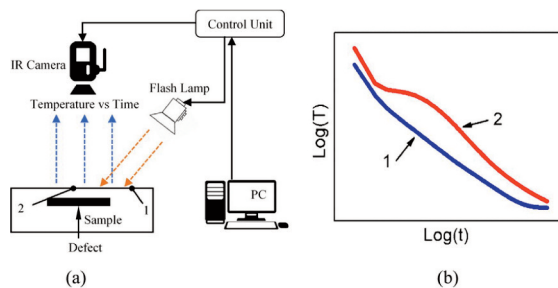 Control Unit
IR Camera
Flash Lamp
Temperature vs Time
2
1
Sample
Defect
PC
(a)
Log(T)
1
2
Log(t)
(b)